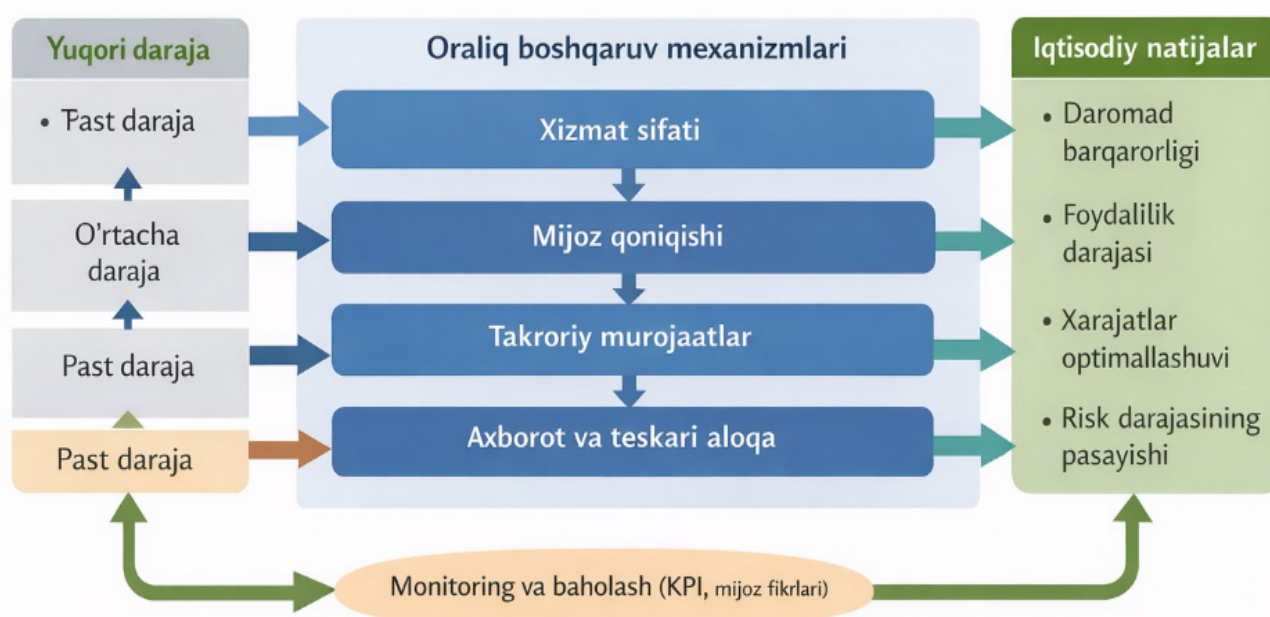 Yuqori daraja
• Past daraja
O'rtacha
daraja
Past daraja
Past daraja
Oraliq boshqaruv mexanizmlari
Xizmat sifati
Mijoz qoniqishi
Takroriy murojaatlar
Axborot va teskari aloqa
Iqtisodiy natijalar
• Daromad
barqarorligi
• Foydalilik
darajasi
• Xarajatlar
optimallashuvi
• Risk darajasining
pasayishi
Monitoring va baholash (KPI, mijoz fikrlari)